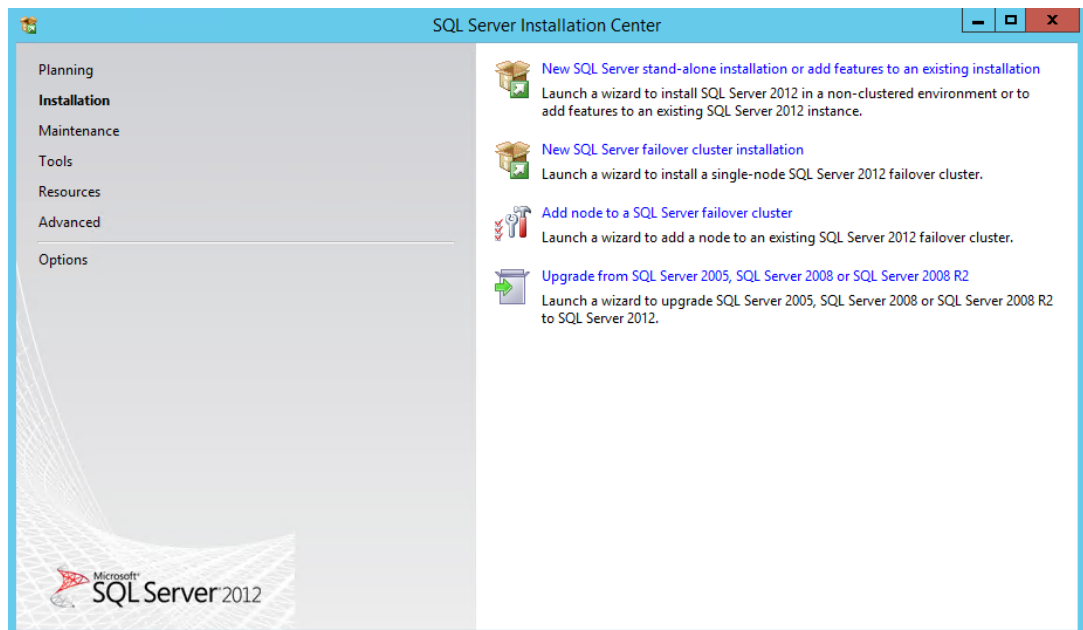 SQL Server Installation Center
Planning
Installation
Maintenance
Tools
Resources
Advanced
Options
New SQL Server stand-alone installation or add features to an existing installation
Launch a wizard to install SQL Server 2012 in a non-clustered environment or to
add features to an existing SQL Server 2012 instance.
New SQL Server failover cluster installation
Launch a wizard to install a single-node SQL Server 2012 failover cluster.
Add node to a SQL Server failover cluster
Launch a wizard to add a node to an existing SQL Server 2012 failover cluster.
Upgrade from SQL Server 2005, SQL Server 2008 or SQL Server 2008 R2
Launch a wizard to upgrade SQL Server 2005, SQL Server 2008 or SQL Server 2008 R2
to SQL Server 2012.
Microsoft
SQL Server 2012